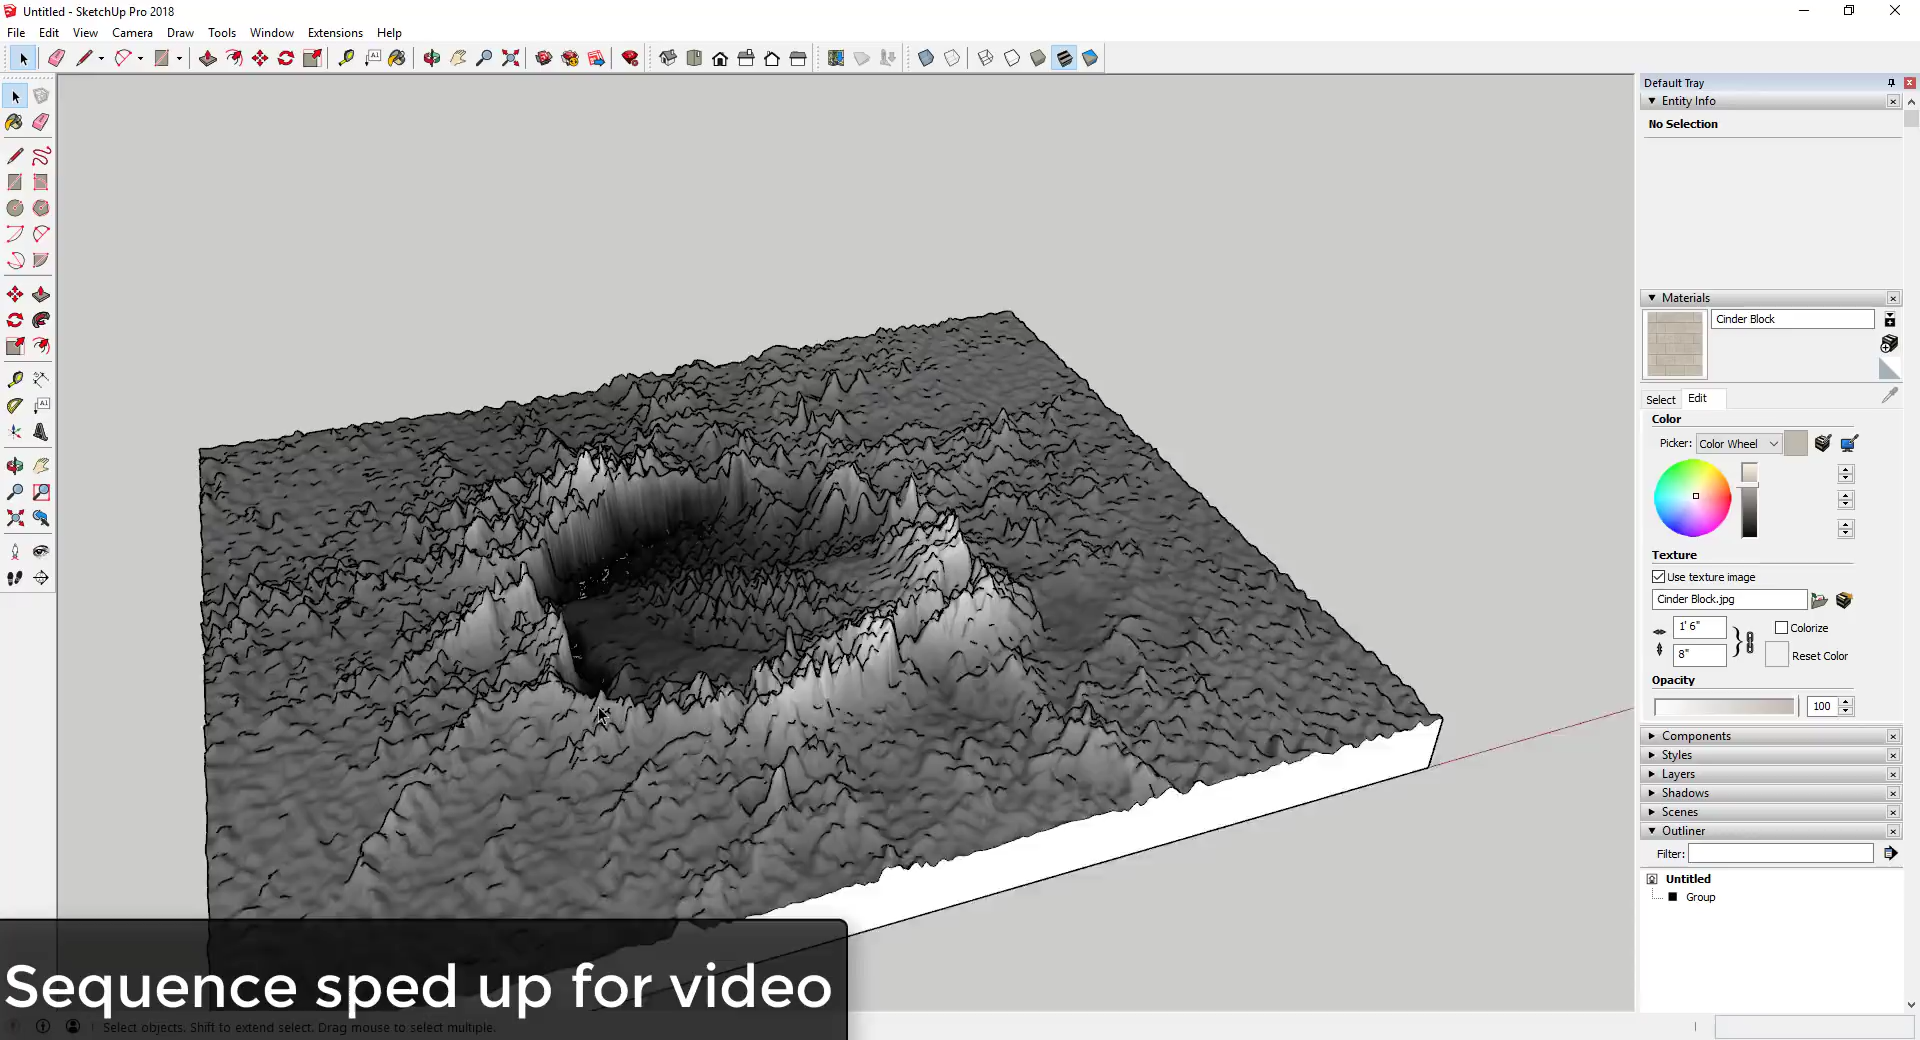 Untitled - SketchUp Pro 2018
File Edit View Camera Draw Tools Window Extensions Help
Default Tray
Entity Info
No Selection
Materials
Cinder Block
Select Edit
Color
Picker: Color Wheel
Texture
Use texture image
Cinder Block.jpg
1' 6"
Colorize
8"
Reset Color
Opacity
100
Components
Styles
Layers
Shadows
Scenes
Outliner
Filter:
Untitled
Group
Sequence sped up for video
Select objects. Shift to extend select. Drag mouse to select multiple.